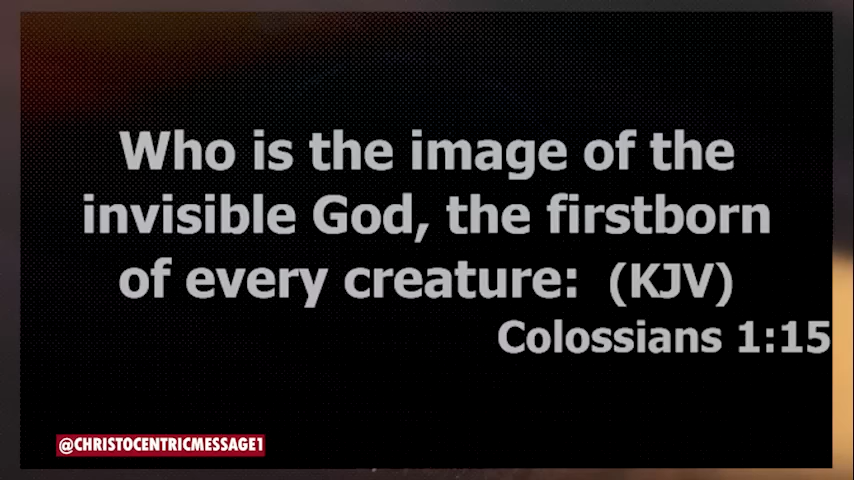 Who is the image of the
invisible God, the firstborn
of every creature: (KJV)
Colossians 1:15
@CHRISTOCENTRICMESSAGE1